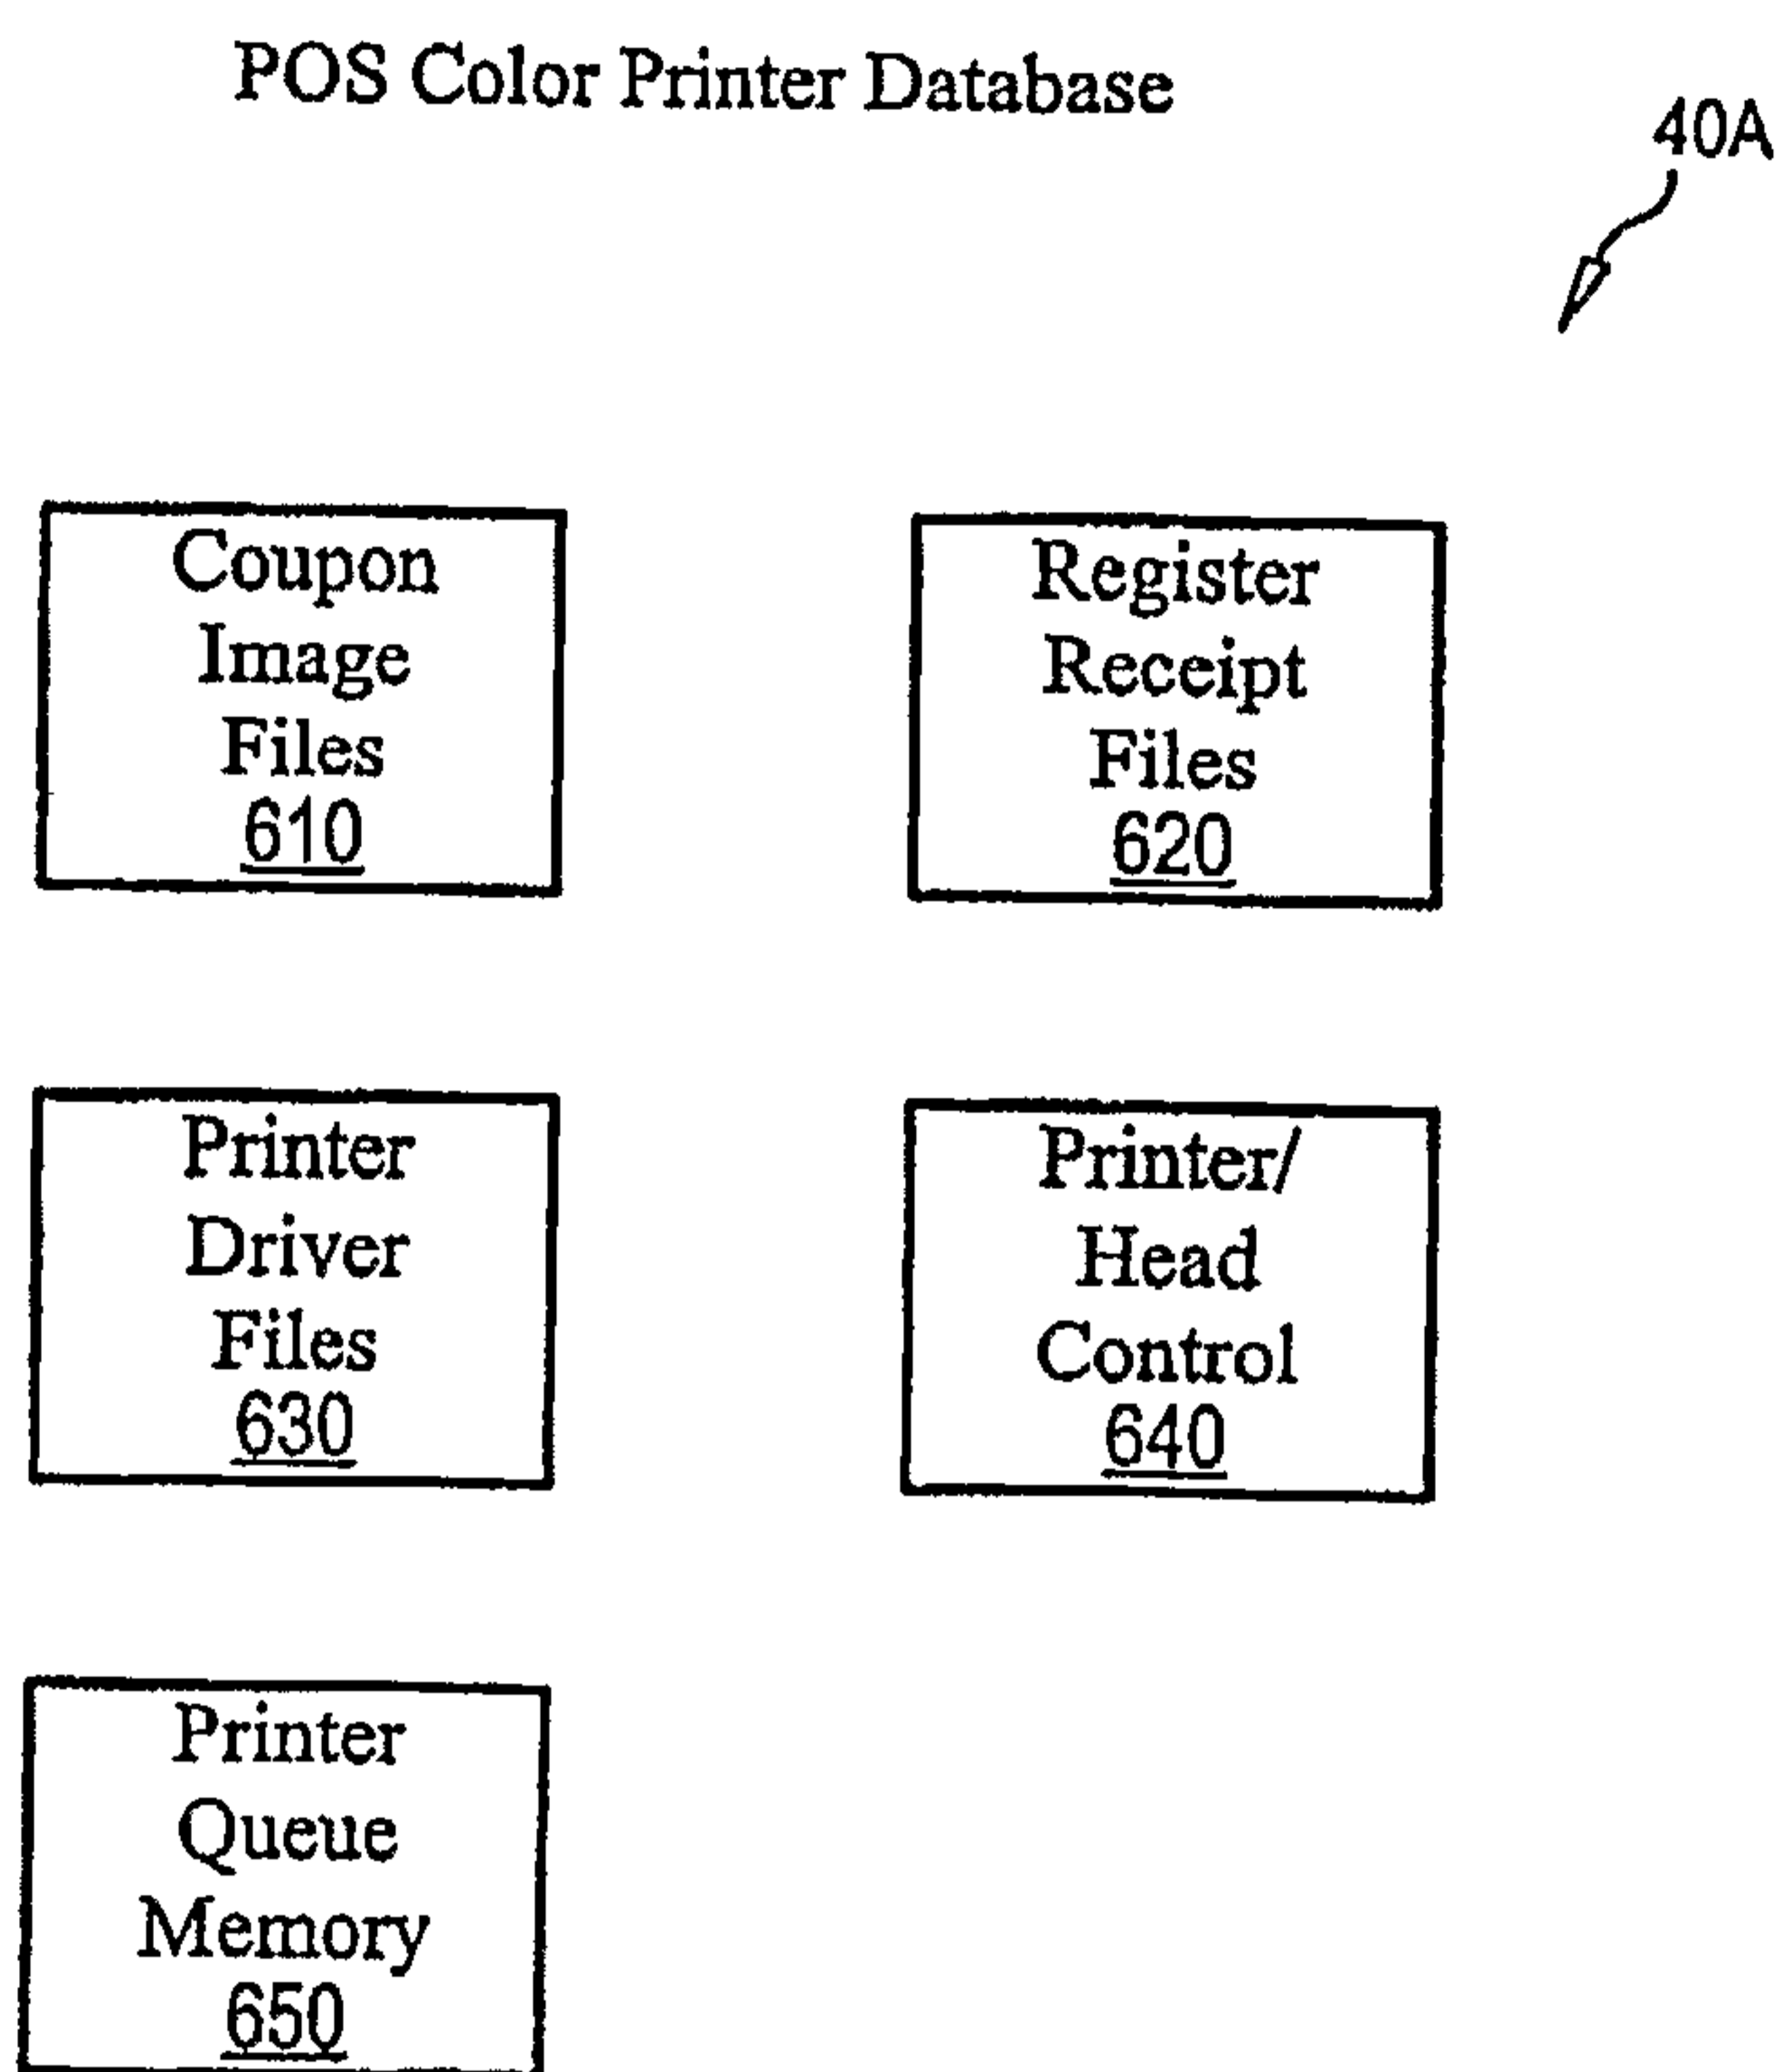 POS Color Printer Database
40A
Coupon
Image
Files
610
Register
Receipt
Files
620
Printer
Driver
Files
630
Printer/
Head
Control
640
Printer
Queue
Memory
650